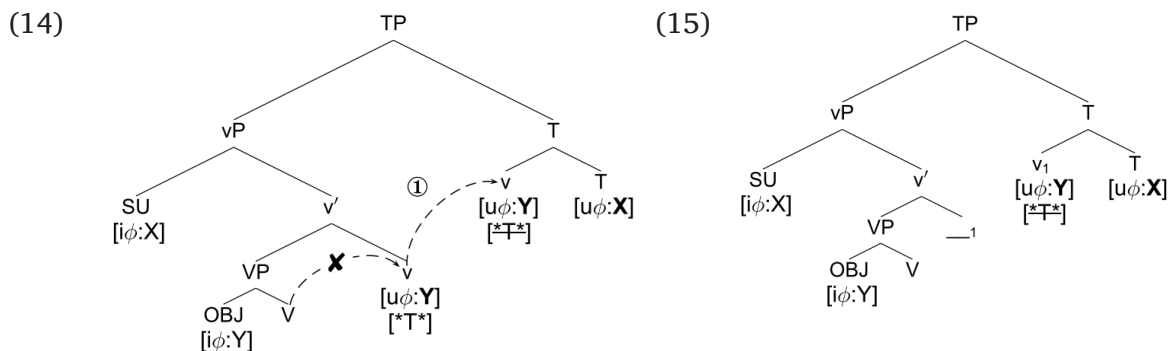 (14)
TP
vP T
SU
[iφ:X]
v′
①
v T
[uφ:Y] [uφ:X]
[*T*]
VP
✘
v
[uφ:Y]
[*T*]
OBJ V
[iφ:Y]
(15)
TP
vP T
SU
[iφ:X]
v′
v₁ T
[uφ:Y] [uφ:X]
[*T*]
VP __₁
OBJ V
[iφ:Y]